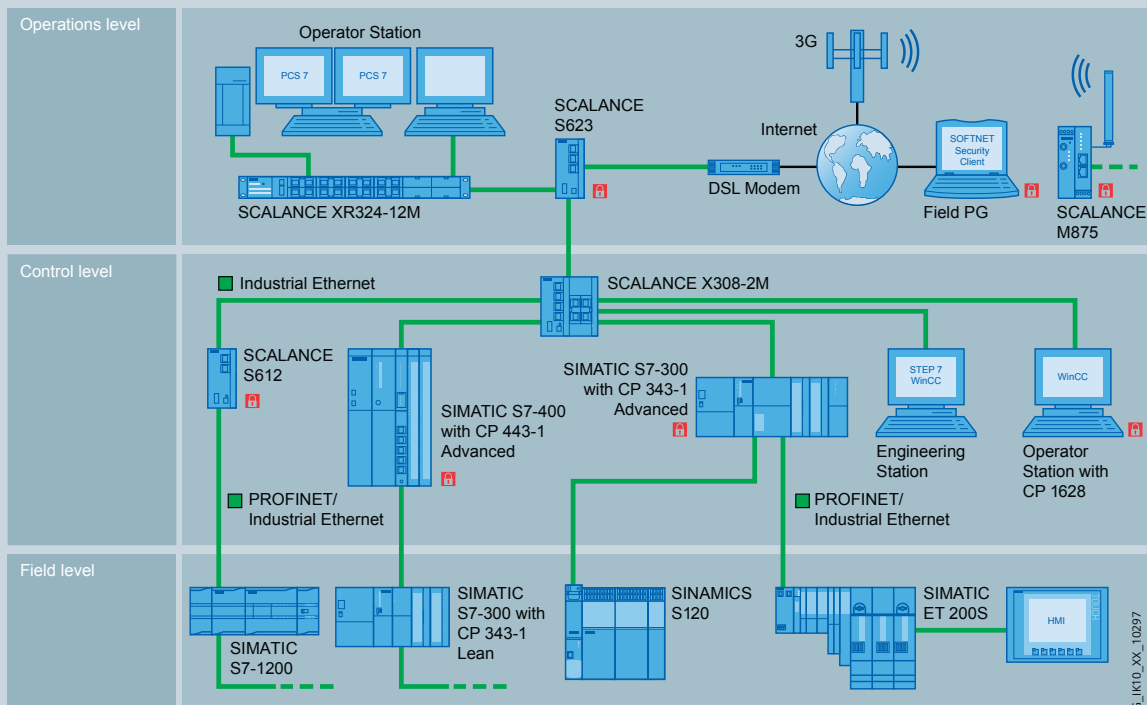 Operations level
Operator Station
PCS 7
PCS 7
SCALANCE XR324-12M
SCALANCE
S623
DSL Modem
Internet
3G
SOFTNET
Security
Client
Field PG
SCALANCE
M875
Control level
Industrial Ethernet
SCALANCE X308-2M
SCALANCE
S612
SIMATIC S7-400
with CP 443-1
Advanced
SIMATIC S7-300
with CP 343-1
Advanced
STEP 7
WinCC
Engineering
Station
WinCC
Operator
Station with
CP 1628
PROFINET/
Industrial Ethernet
PROFINET/
Industrial Ethernet
Field level
SIMATIC
S7-1200
SIMATIC
S7-300 with
CP 343-1
Lean
SINAMICS
S120
SIMATIC
ET 200S
HMI
_IK10_XX_10297